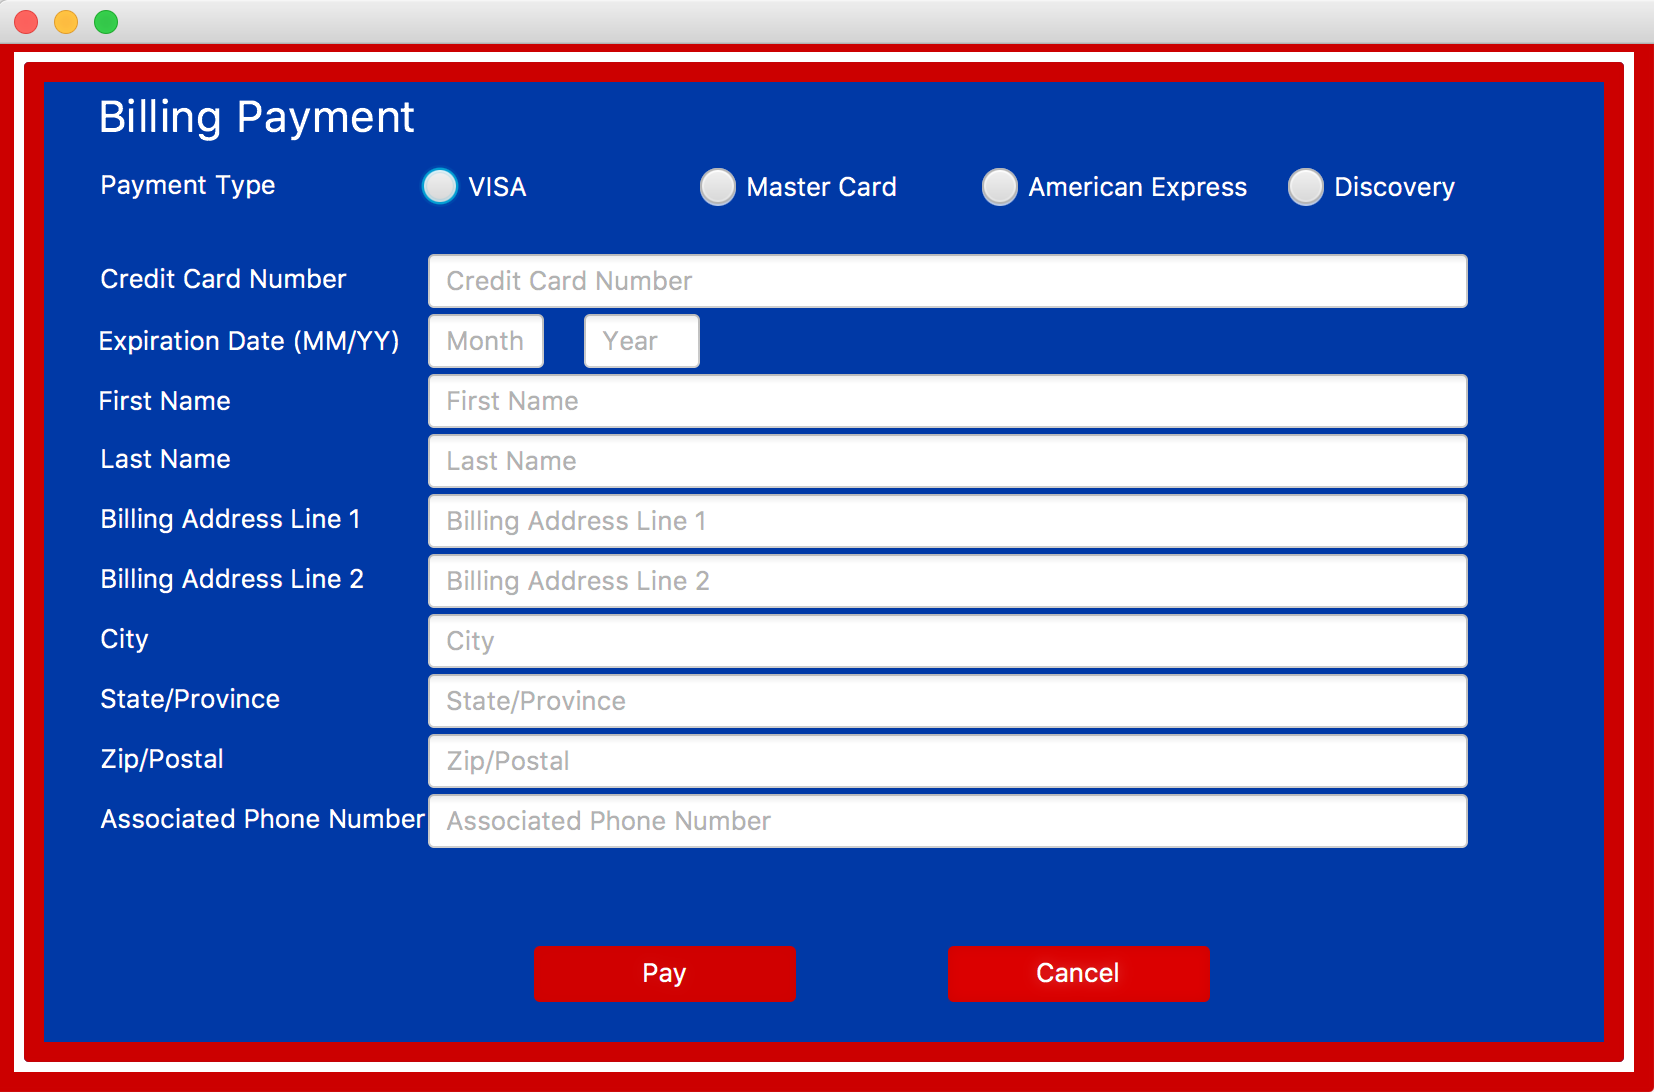 Billing Payment
Payment Type VISA Master Card American Express Discovery
Credit Card Number Credit Card Number
Expiration Date (MM/YY) Month Year
First Name First Name
Last Name Last Name
Billing Address Line 1 Billing Address Line 1
Billing Address Line 2 Billing Address Line 2
City City
State/Province State/Province
Zip/Postal Zip/Postal
Associated Phone Number Associated Phone Number
Pay Cancel